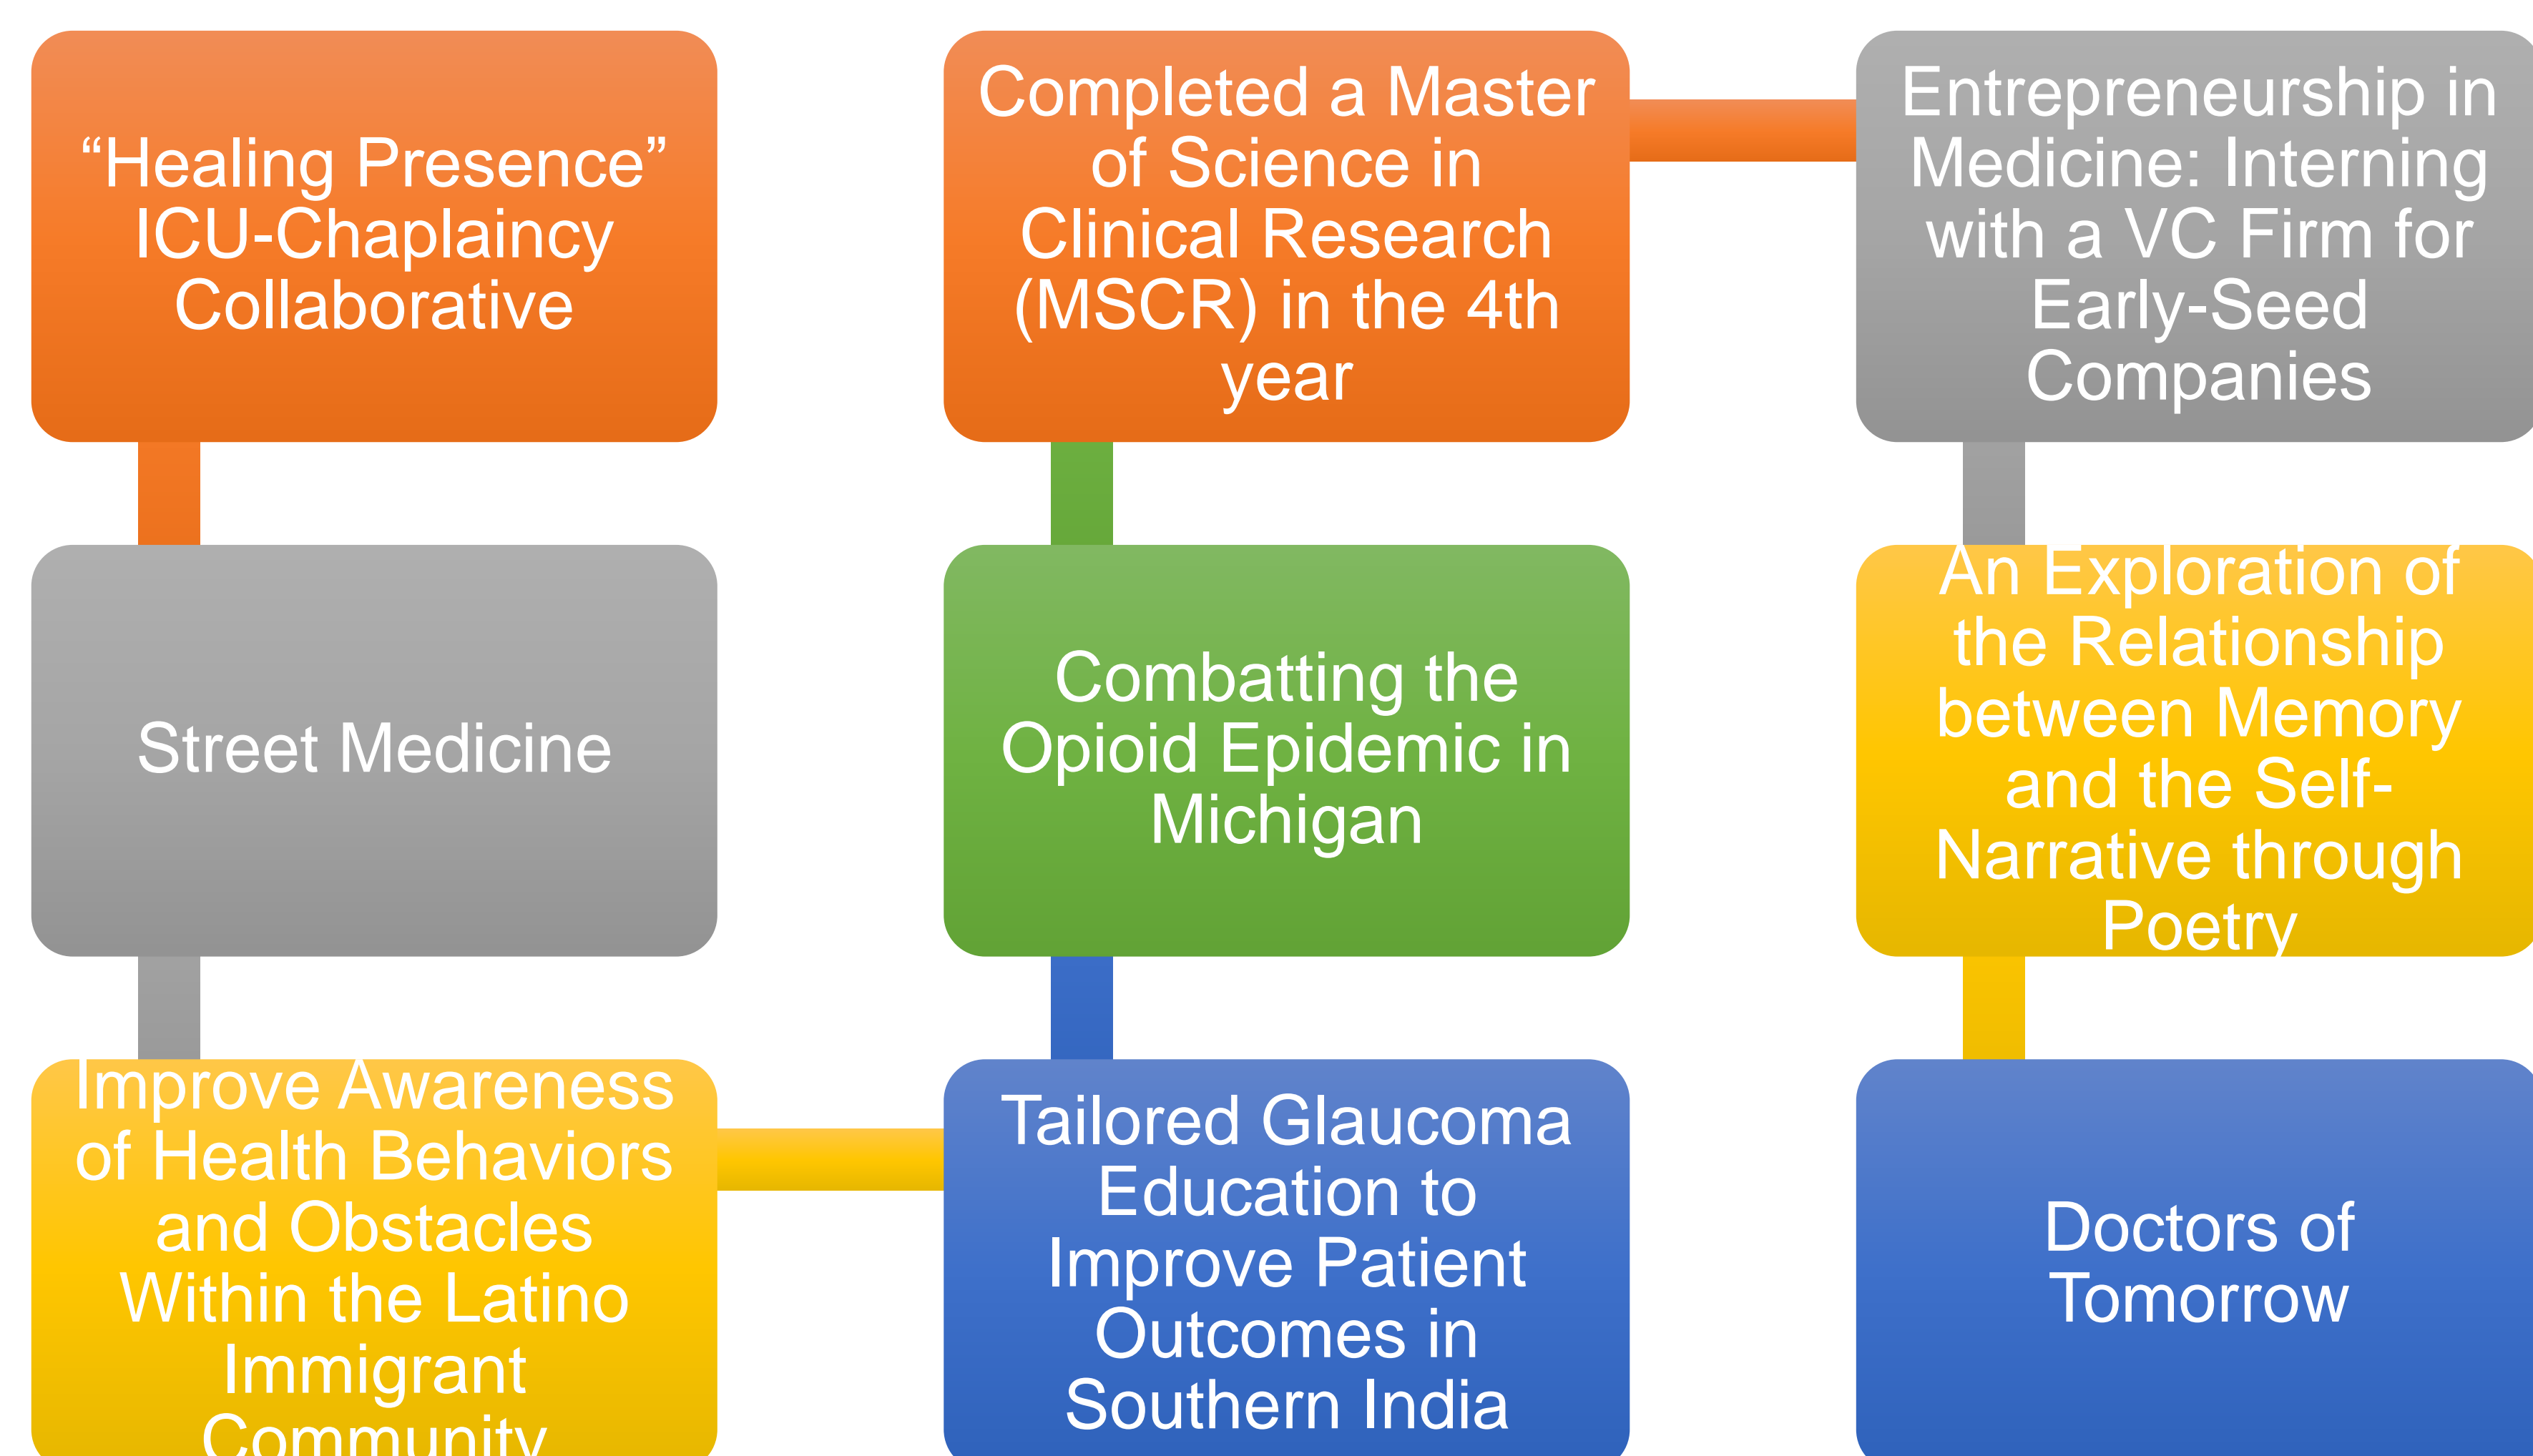 “Healing Presence”
ICU-Chaplaincy
Collaborative
Street Medicine
Improve Awareness
of Health Behaviors
and Obstacles
Within the Latino
Immigrant
Community
Tailored Glaucoma
Education to
Improve Patient
Outcomes in
Southern India
Combatting the
Opioid Epidemic in
Michigan
Completed a Master
of Science in
Clinical Research
(MSCR) in the 4th
year
Entrepreneurship in
Medicine: Interning
with a VC Firm for
Early-Seed
Companies
An Exploration of
the Relationship
between Memory
and the Self-
Narrative through
Poetry
Doctors of
Tomorrow